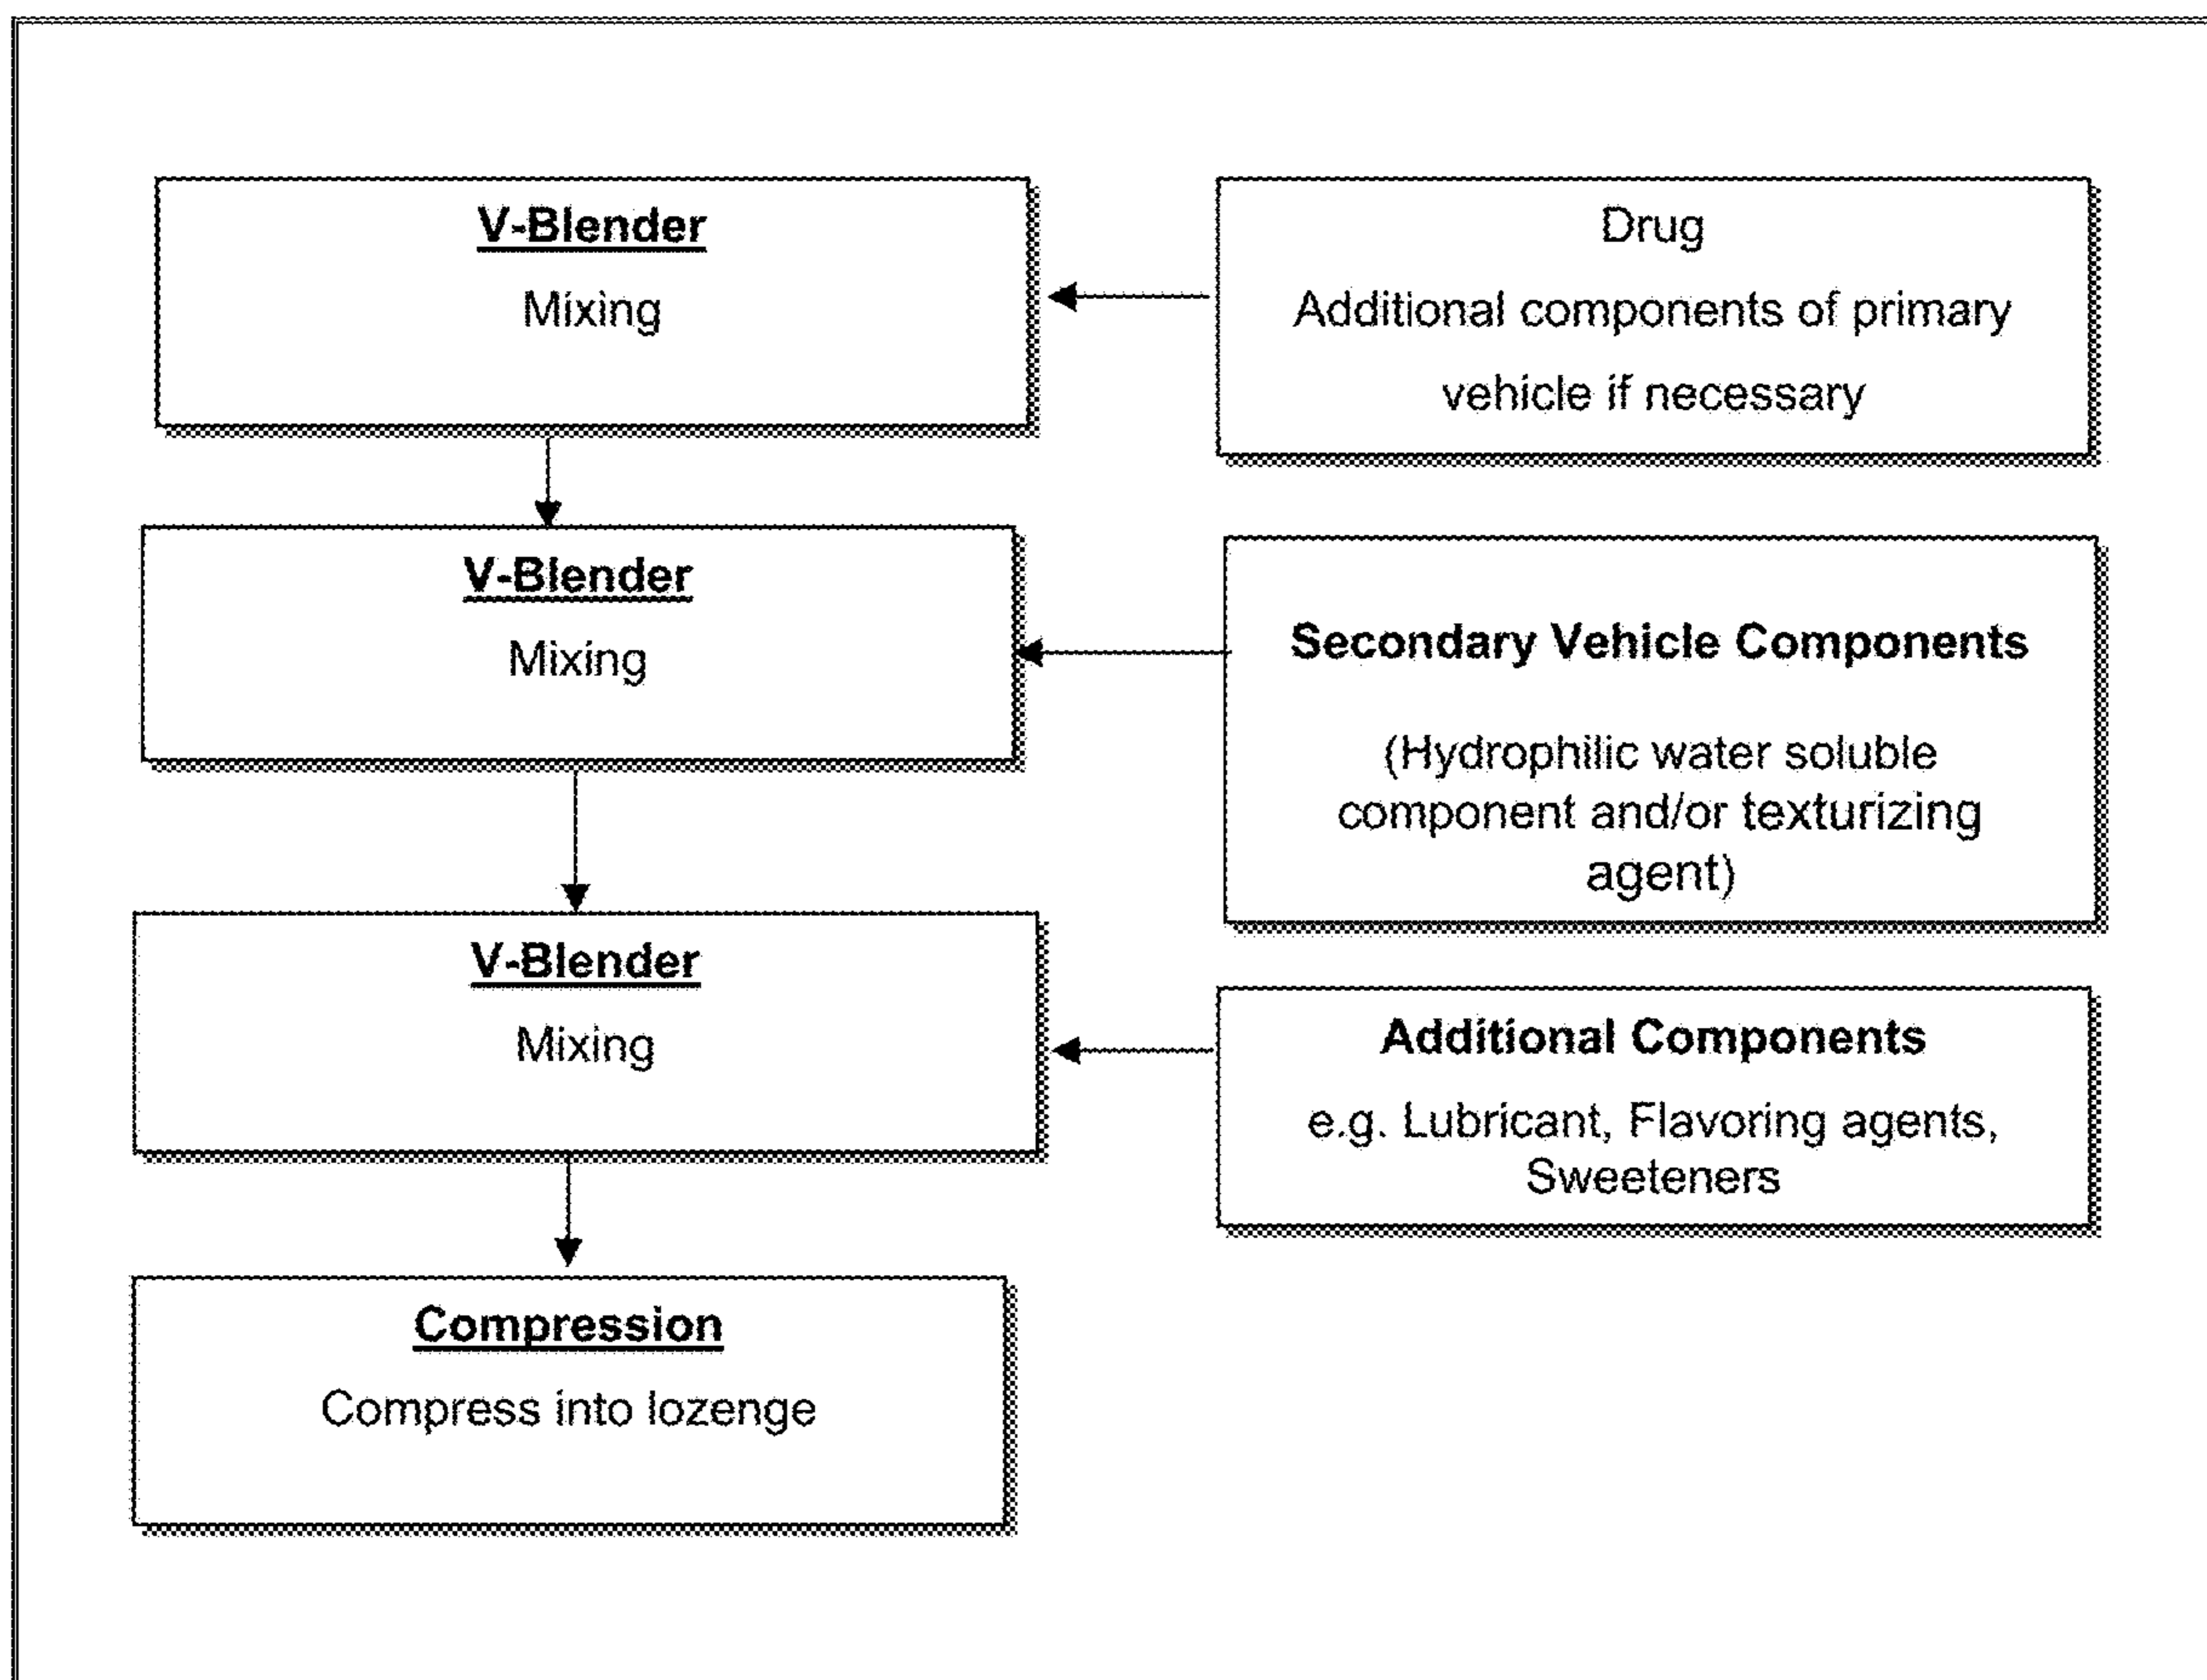 V-Blender
Mixing
Drug
Additional components of primary
vehicle if necessary
V-Blender
Mixing
Secondary Vehicle Components
(Hydrophilic water soluble
component and/or texturizing
agent)
V-Blender
Mixing
Additional Components
e.g. Lubricant, Flavoring agents,
Sweeteners
Compression
Compress into lozenge